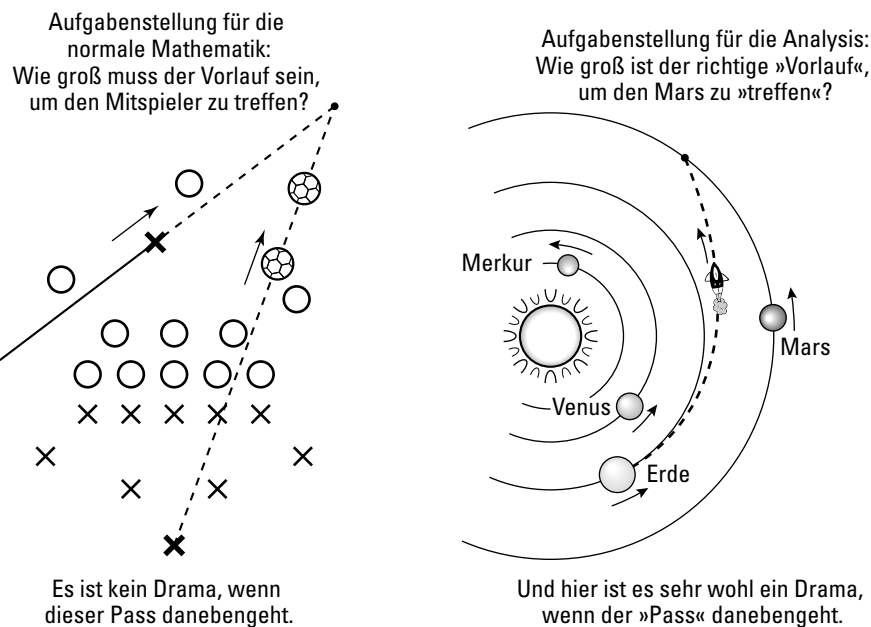 Aufgabenstellung für die
normale Mathematik:
Wie groß muss der Vorlauf sein,
um den Mitspieler zu treffen?
Es ist kein Drama, wenn
dieser Pass danebengeht.
Aufgabenstellung für die Analysis:
Wie groß ist der richtige »Vorlauf«,
um den Mars zu »treffen«?
Merkur
Mars
Venus
Erde
Und hier ist es sehr wohl ein Drama,
wenn der »Pass« danebengeht.